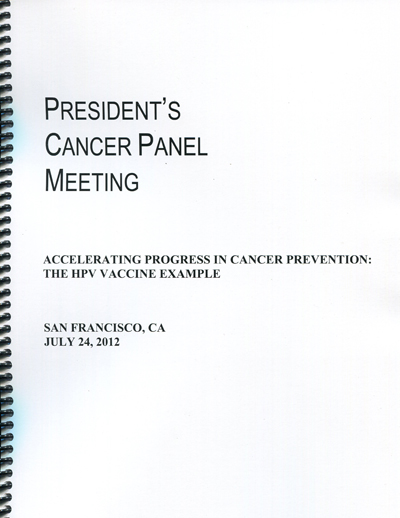 PRESIDENT'S
CANCER PANEL
MEETING
ACCELERATING PROGRESS IN CANCER PREVENTION:
THE HPV VACCINE EXAMPLE
SAN FRANCISCO, CA
JULY 24, 2012